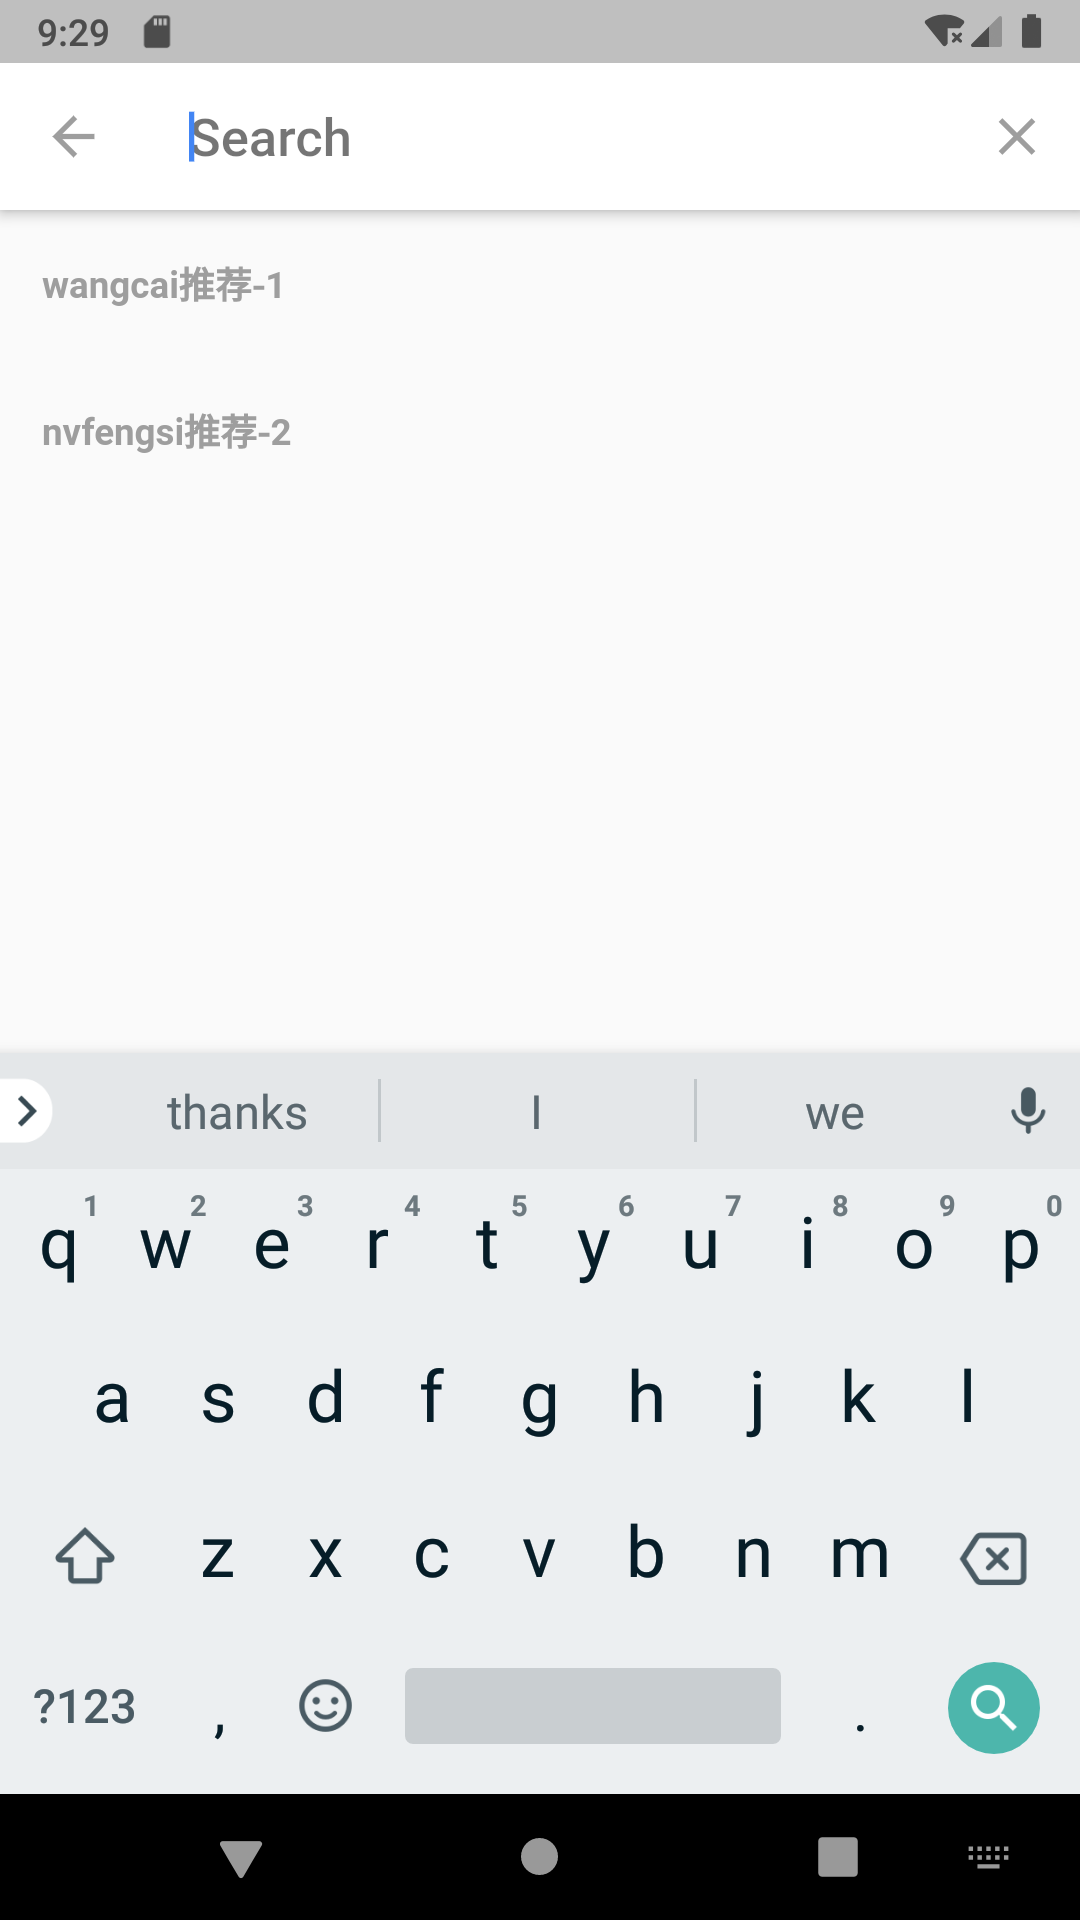 9:29
Search
wangcai推荐-1
nvfengsi推荐-2
thanks I we
1 2 3 4 5 6 7 8 9 0
q w e r t y u i o p
a s d f g h j k l
z x c v b n m
?123 , .